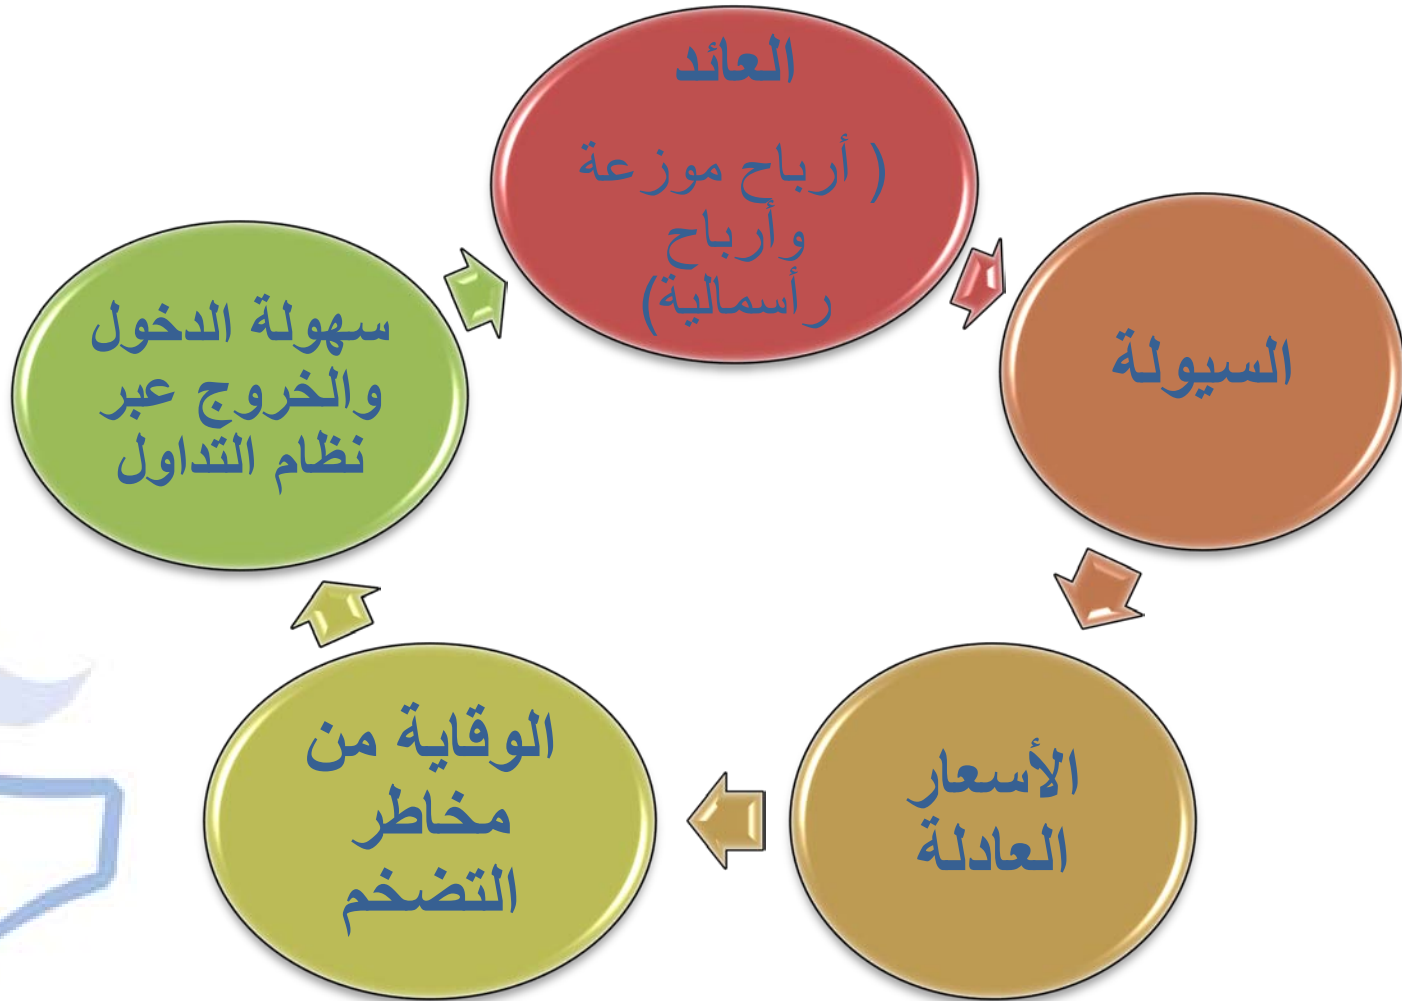 العائد
( أرباح موزعة
وأرباح
رأسمالية)
السيولة
الأسعار
العادلة
الوقاية من
مخاطر
التضخم
سهولة الدخول
والخروج عبر
نظام التداول